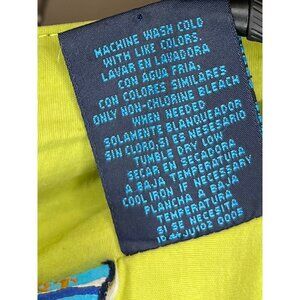 MACHINE WASH COLD
WITH LIKE COLORS.
LAVAR EN LAVADORA
CON AGUA FRIA,
CON COLORES SIMILARES
ONLY NON-CHLORINE BLEACH
WHEN NEEDED
SOLAMENTE BLANQUEADOR
SIN CLORO, SI ES NECESARIO
TUMBLE DRY LOW
SECAR EN SECADORA
A BAJA TEMPERATURA
COOL IRON IF NECESSARY
PLANCHA A BAJA
TEMPERATURA
SI SE NECESITA
0005